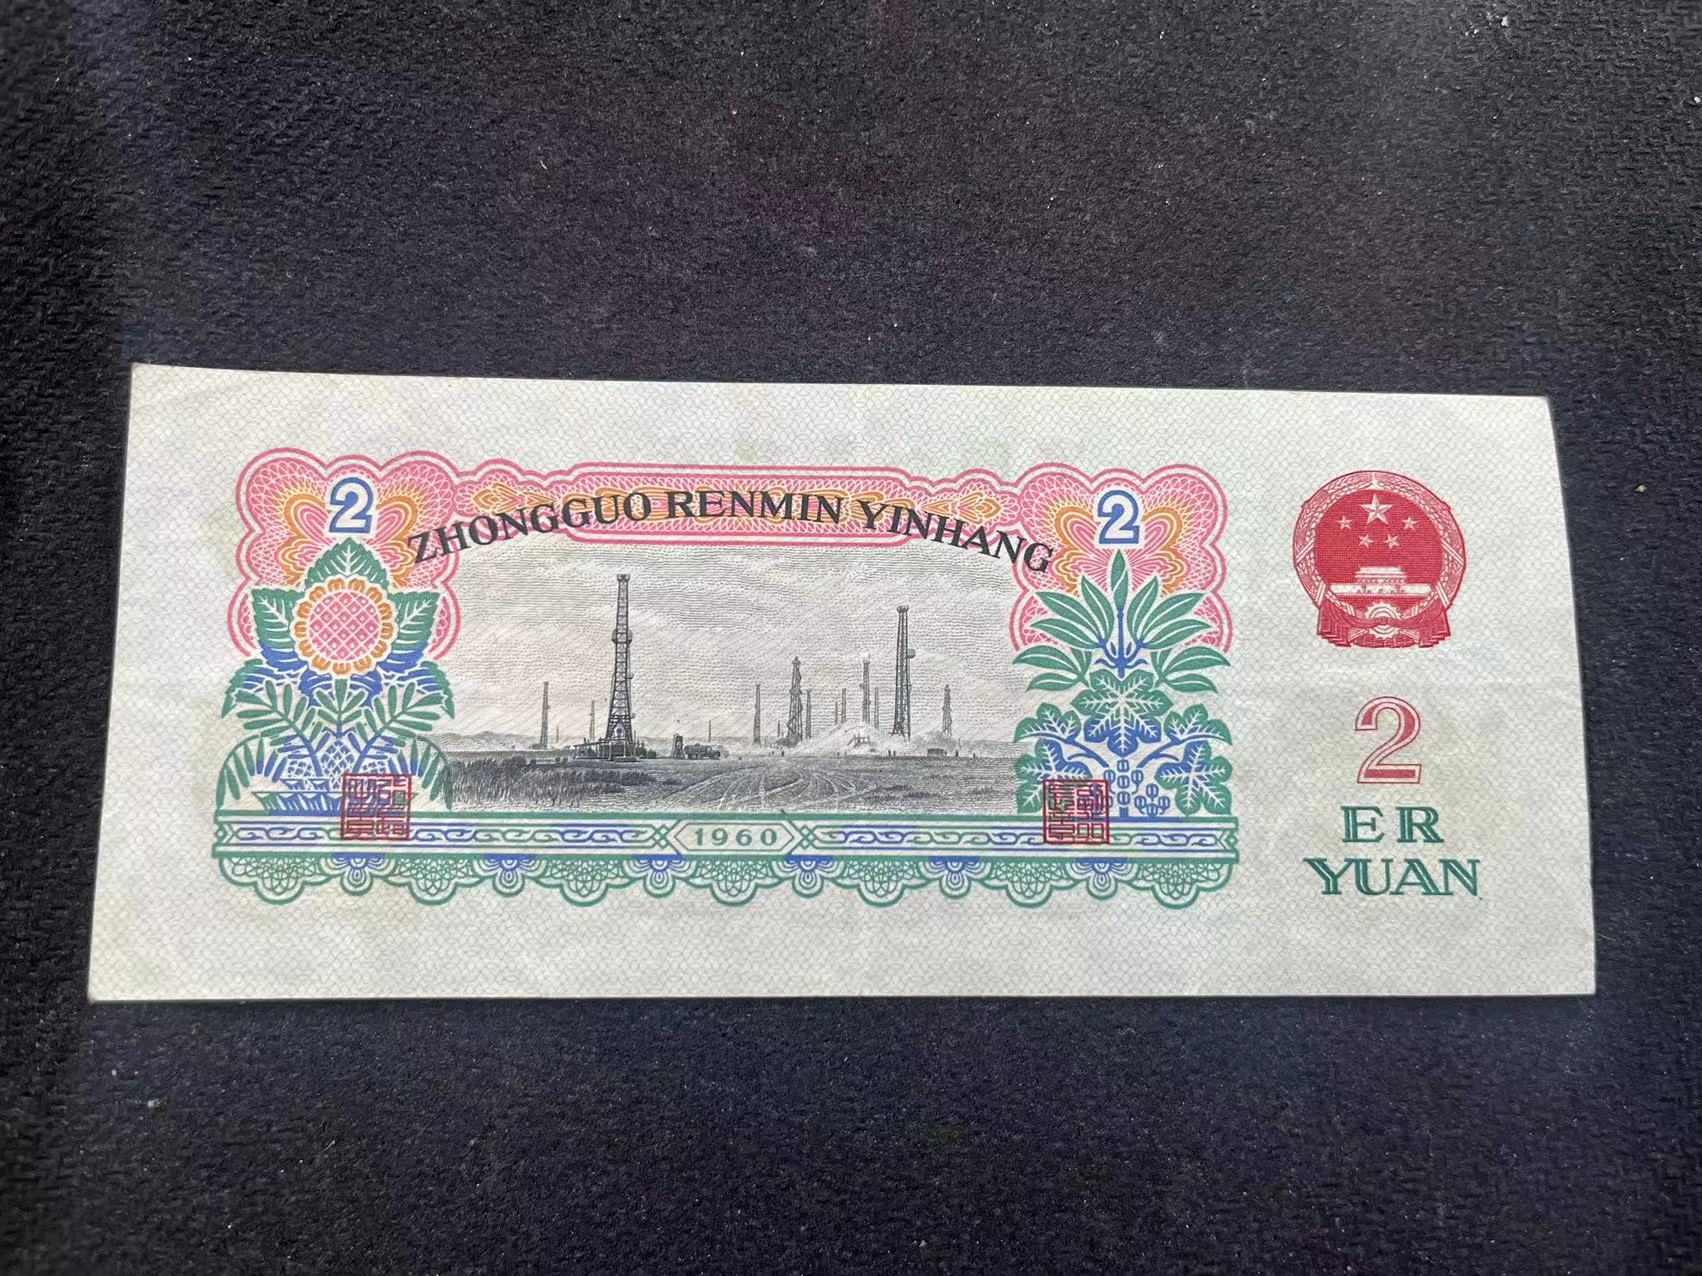 2
ZHONGGUO RENMIN YINHANG
2
1960
2
ER
YUAN